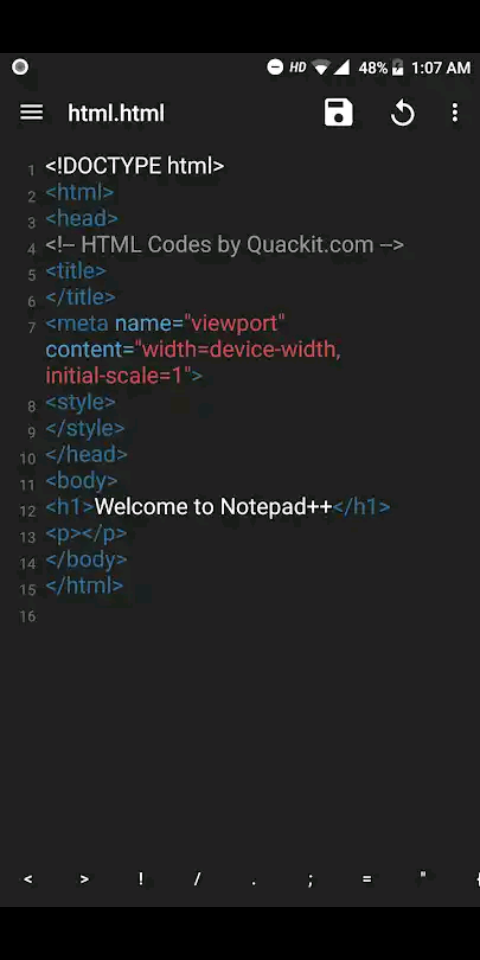 HD 48% 1:07 AM
html.html
1 <!DOCTYPE html>
2 <html>
3 <head>
4 <!-- HTML Codes by Quackit.com -->
5 <title>
6 </title>
7 <meta name="viewport"
content="width=device-width,
initial-scale=1">
8 <style>
9 </style>
10 </head>
11 <body>
12 <h1>Welcome to Notepad++</h1>
13 <p></p>
14 </body>
15 </html>
16
< > ! / . ; = " {